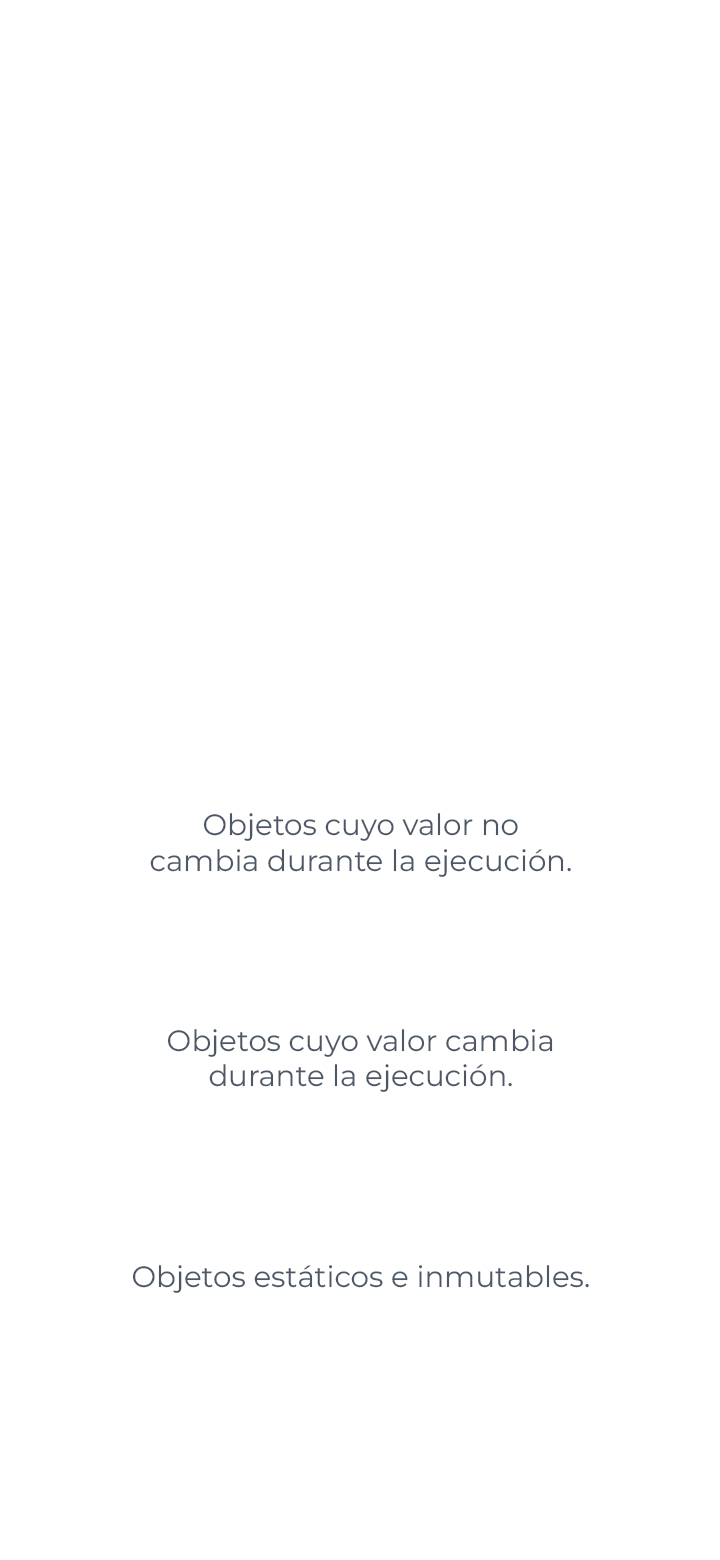 Objetos cuyo valor no
cambia durante la ejecución.
Objetos cuyo valor cambia
durante la ejecución.
Objetos estáticos e inmutables.